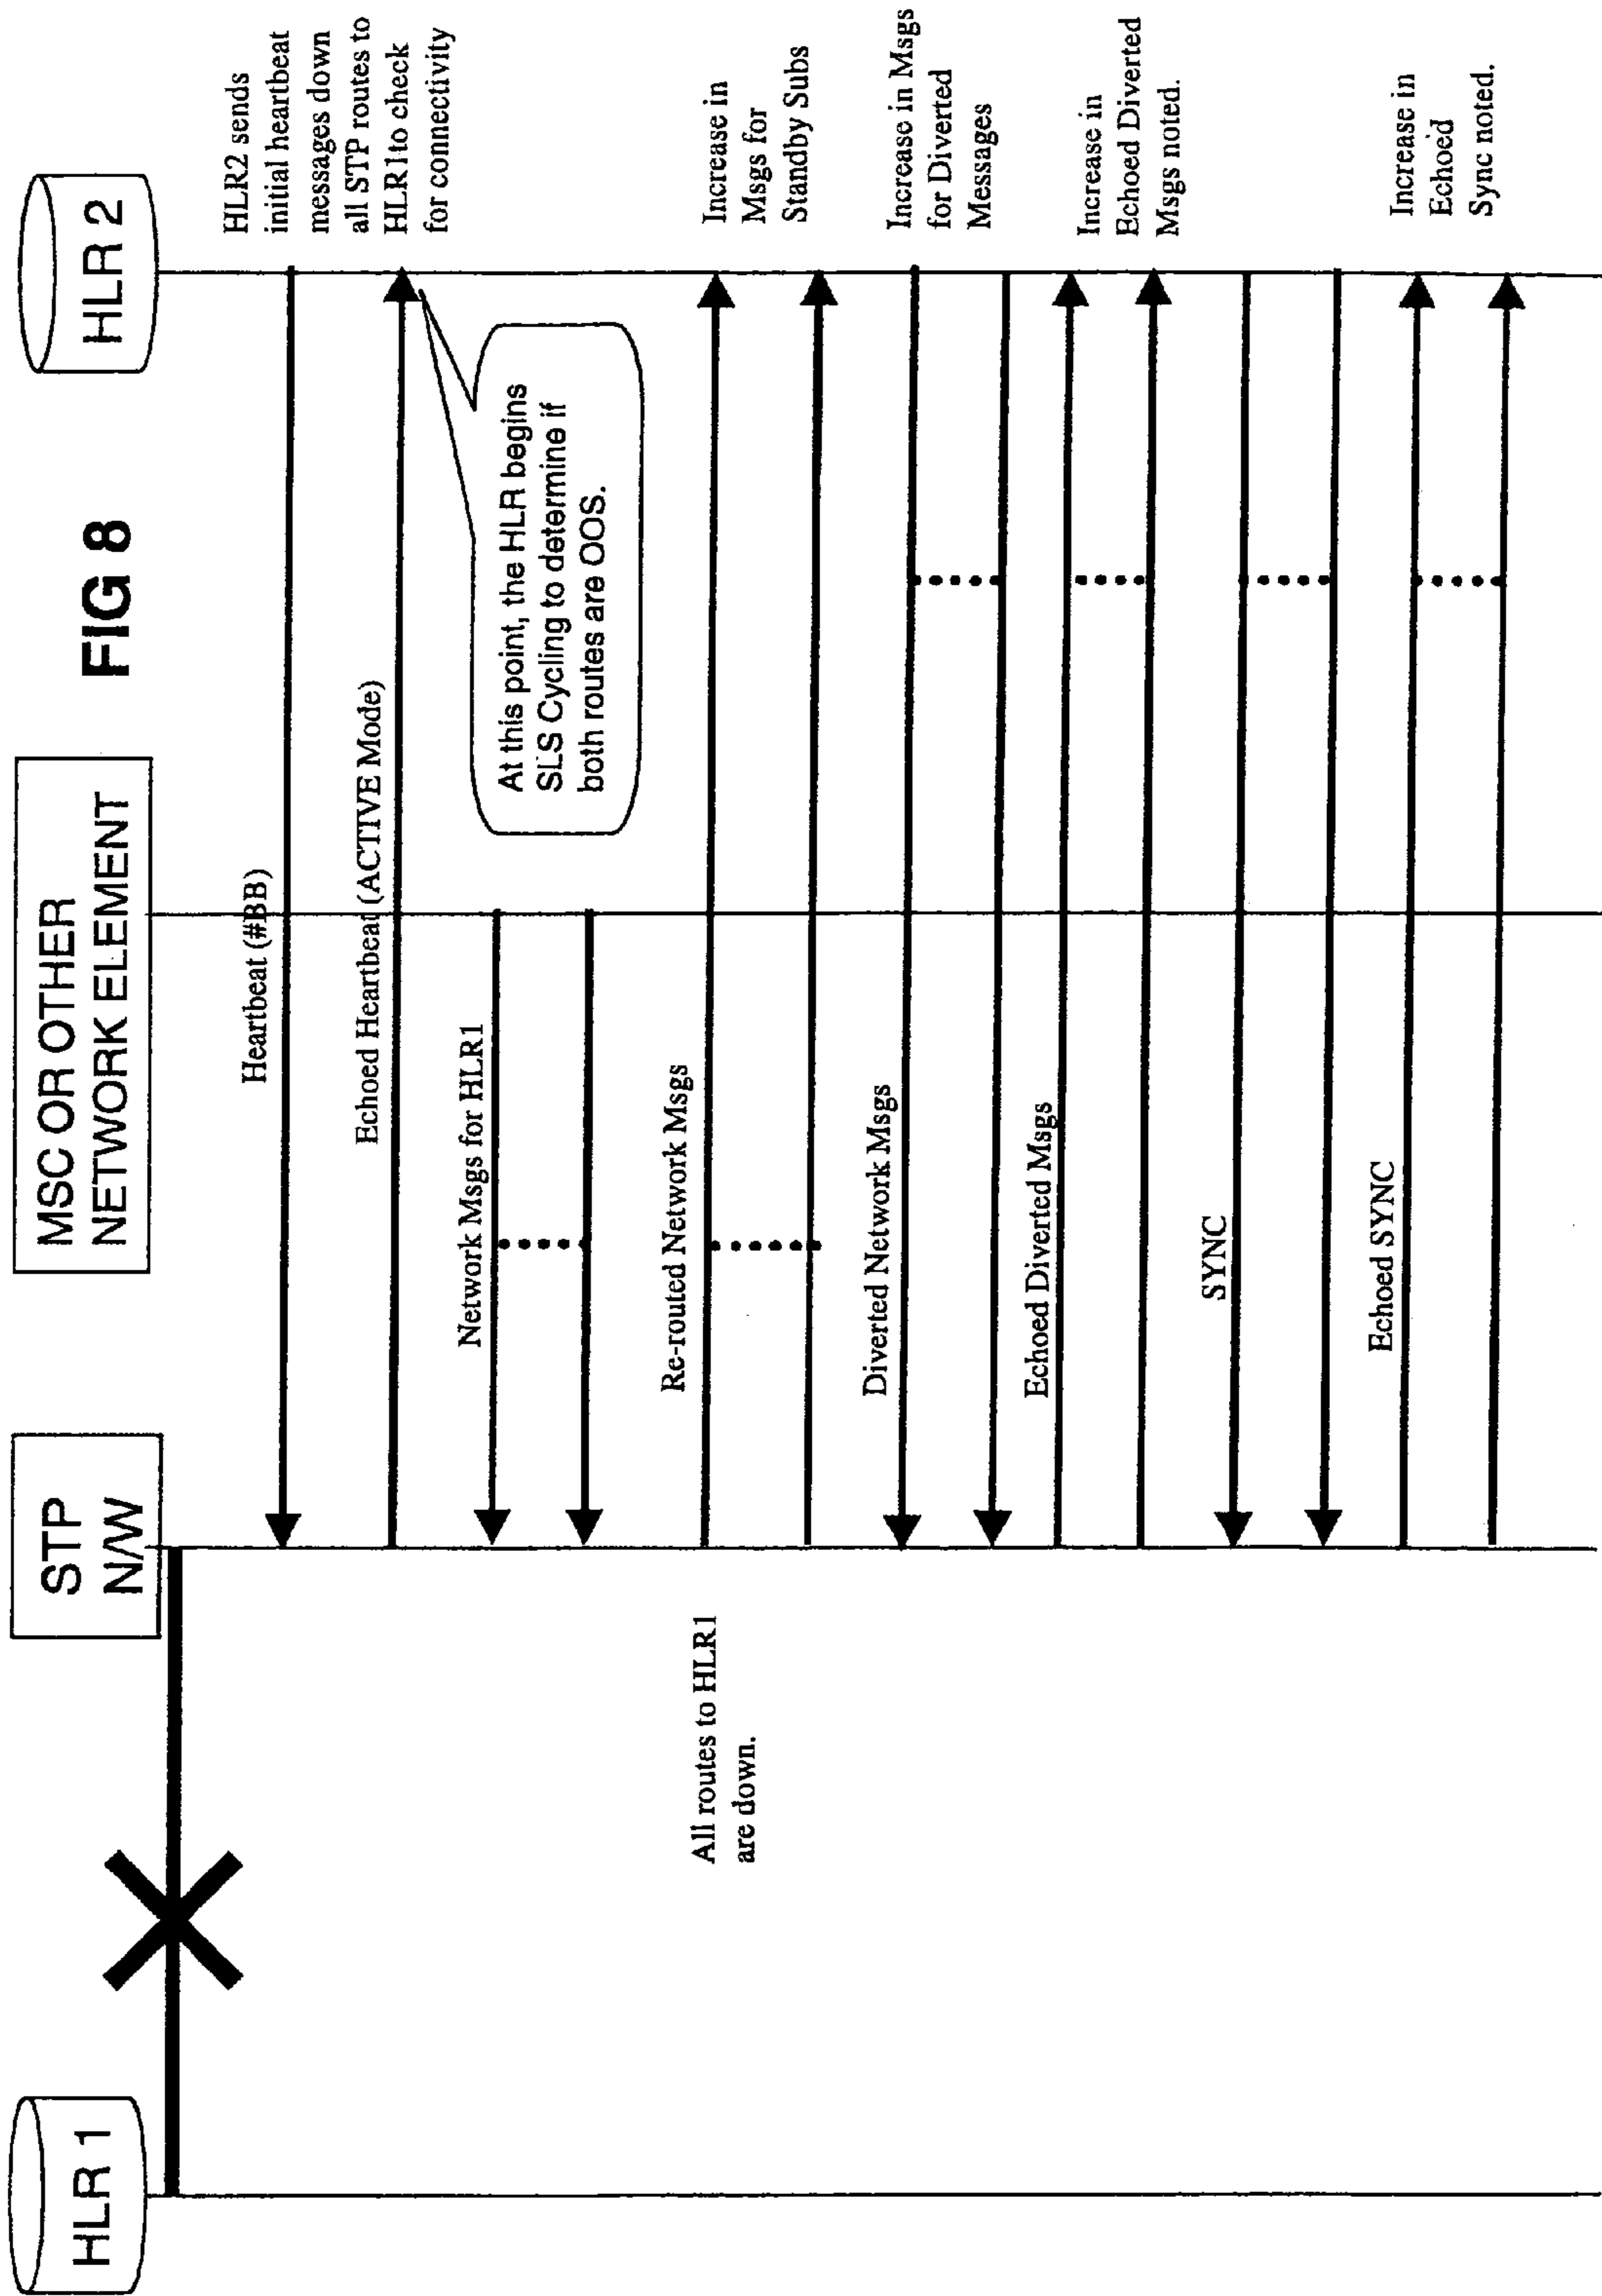 FIG 8
HLR 1
STP
N/W
MSC OR OTHER
NETWORK ELEMENT
HLR 2
Heartbeat (#BB)
HLR2 sends
initial heartbeat
messages down
all STP routes to
HLR1to check
for connectivity
Echoed Heartbeat (ACTIVE Mode)
At this point, the HLR begins
SLS Cycling to determine if
both routes are OOS.
Network Msgs for HLR1
All routes to HLR1
are down.
Re-routed Network Msgs
Increase in
Msgs for
Standby Subs
Diverted Network Msgs
Increase in Msgs
for Diverted
Messages
Echoed Diverted Msgs
Increase in
Echoed Diverted
Msgs noted.
SYNC
Echoed SYNC
Increase in
Echoed
Sync noted.